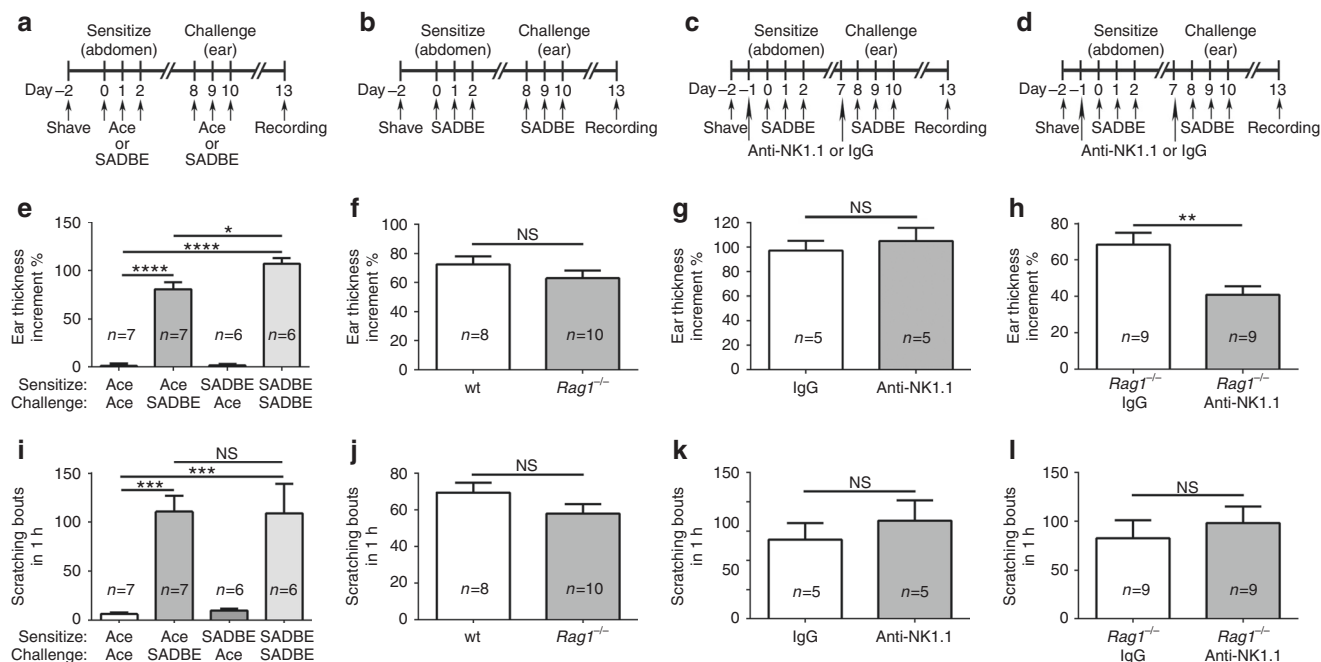 a
Sensitize
(abdomen)
Challenge
(ear)
Day –2 0 1 2 8 9 10 13
Shave
Ace
or
SADBE
Ace
or
SADBE
Recording
b
Sensitize
(abdomen)
Challenge
(ear)
Day –2 0 1 2 8 9 10 13
Shave SADBE SADBE Recording
c
Sensitize
(abdomen)
Challenge
(ear)
Day –2 –1 0 1 2 7 8 9 10 13
Shave SADBE SADBE Recording
Anti-NK1.1 or IgG
d
Sensitize
(abdomen)
Challenge
(ear)
Day –2 –1 0 1 2 7 8 9 10 13
Shave SADBE SADBE Recording
Anti-NK1.1 or IgG
e
Ear thickness
increment %
150
100
50
0
*
****
****
n=7 n=7 n=6 n=6
Sensitize: Ace Ace SADBE SADBE
Challenge: Ace SADBE Ace SADBE
f
Ear thickness
increment %
100
80
60
40
20
0
NS
n=8 n=10
wt Rag1–/–
g
Ear thickness
increment %
120
100
80
60
40
20
0
NS
n=5 n=5
IgG Anti-NK1.1
h
Ear thickness
increment %
80
60
40
20
0
**
n=9 n=9
Rag1–/– Rag1–/–
IgG Anti-NK1.1
i
Scratching bouts
in 1 h
150
100
50
0
NS
***
***
n=7 n=7 n=6 n=6
Sensitize: Ace Ace SADBE SADBE
Challenge: Ace SADBE Ace SADBE
j
Scratching bouts
in 1 h
80
60
40
20
0
NS
n=8 n=10
wt Rag1–/–
k
Scratching bouts
in 1 h
150
100
50
0
NS
n=5 n=5
IgG Anti-NK1.1
l
Scratching bouts
in 1 h
150
100
50
0
NS
n=9 n=9
Rag1–/– Rag1–/–
IgG Anti-NK1.1